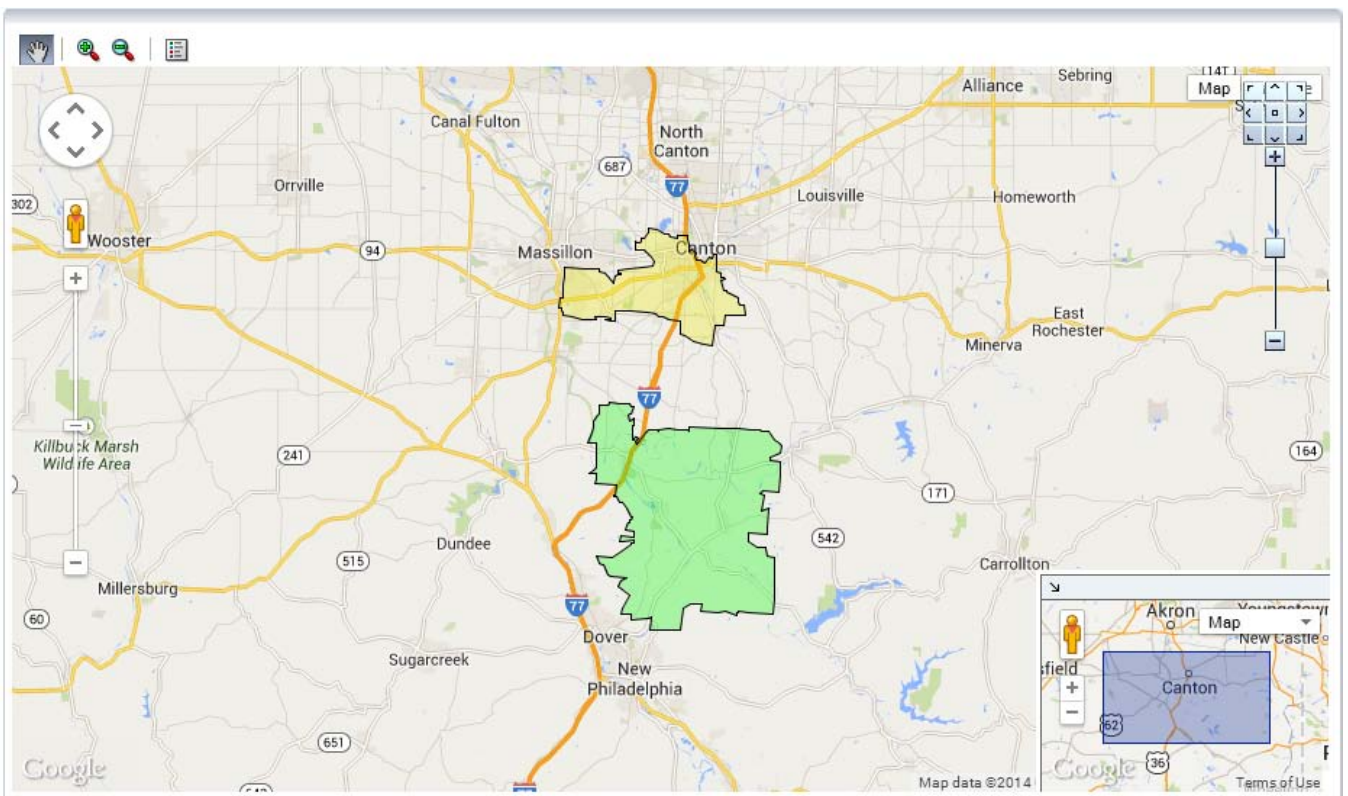 Sebring
Alliance
Map
Canal Fulton
North
Canton
687
77
Orrville
Louisville
Homeworth
302
Wooster
94
Massillon
Canton
East
Rochester
Minerva
77
Killbuck Marsh
Wildlife Area
241
164
171
Dundee
542
515
Carrollton
Millersburg
60
77
Dover
Sugarcreek
New
Philadelphia
651
Google
Map data ©2014
Akron
Map
New Castle
sfield
Canton
62
36
Google
Terms of Use